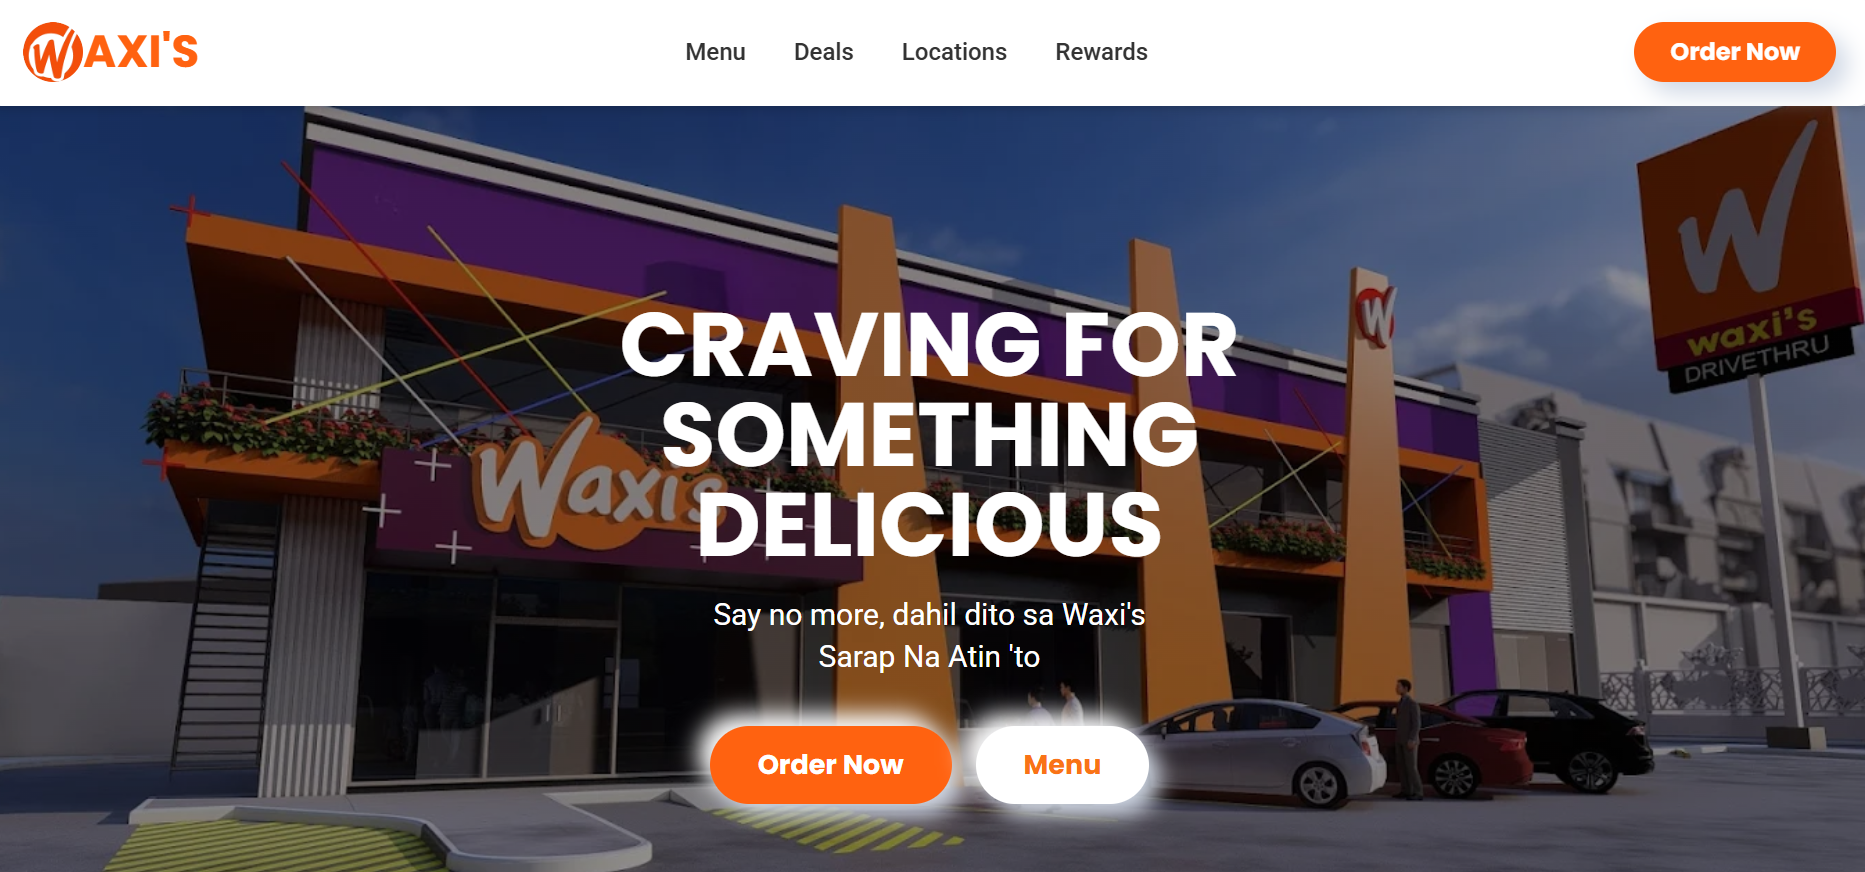 WAXI'S
Menu
Deals
Locations
Rewards
Order Now
W
waxi's
DRIVETHRU
W
Waxis
CRAVING FOR
SOMETHING
DELICIOUS
Say no more, dahil dito sa Waxi's
Sarap Na Atin 'to
Order Now
Menu